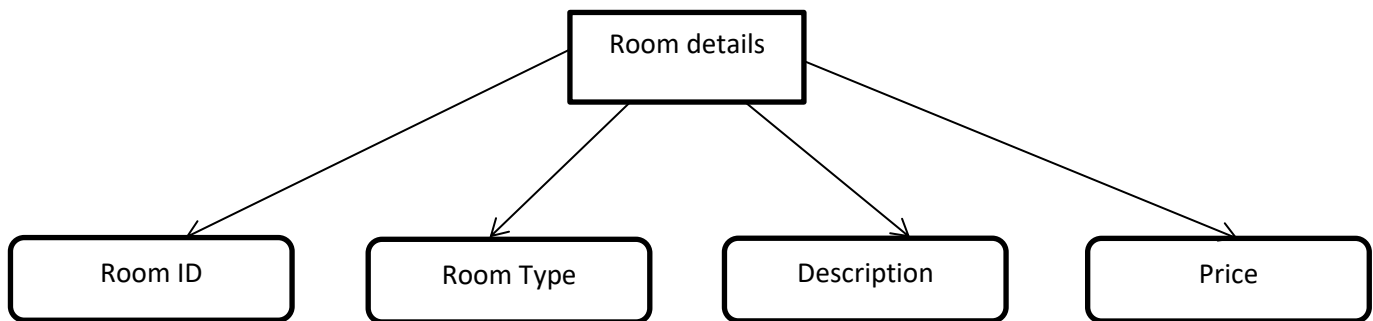 Room details
Room ID
Room Type
Description
Price